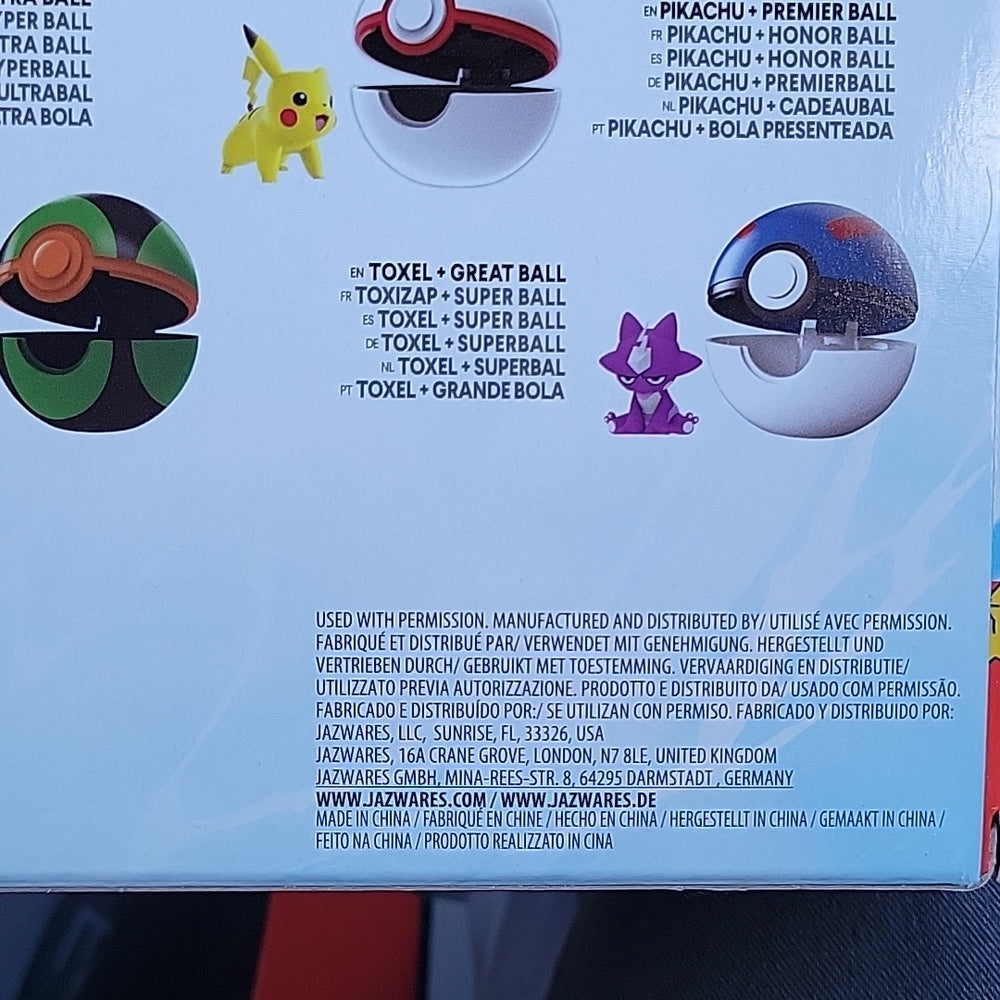 YPER BALL
TRA BALL
YPERBALL
ULTRABAL
TRA BOLA
EN PIKACHU + PREMIER BALL
FR PIKACHU + HONOR BALL
ES PIKACHU + HONOR BALL
DE PIKACHU + PREMIERBALL
NL PIKACHU + CADEAUBAL
PT PIKACHU + BOLA PRESENTEADA
EN TOXEL + GREAT BALL
FR TOXIZAP + SUPER BALL
ES TOXEL + SUPER BALL
DE TOXEL + SUPERBALL
NL TOXEL + SUPERBAL
PT TOXEL + GRANDE BOLA
USED WITH PERMISSION. MANUFACTURED AND DISTRIBUTED BY/ UTILISÉ AVEC PERMISSION.
FABRIQUÉ ET DISTRIBUÉ PAR/ VERWENDET MIT GENEHMIGUNG. HERGESTELLT UND
VERTRIEBEN DURCH/ GEBRUIKT MET TOESTEMMING. VERVAARDIGING EN DISTRIBUTIE/
UTILIZZATO PREVIA AUTORIZZAZIONE. PRODOTTO E DISTRIBUITO DA/ USADO COM PERMISSÃO.
FABRICADO E DISTRIBUÍDO POR:/ SE UTILIZAN CON PERMISO. FABRICADO Y DISTRIBUIDO POR:
JAZWARES, LLC, SUNRISE, FL, 33326, USA
JAZWARES, 16A CRANE GROVE, LONDON, N7 8LE, UNITED KINGDOM
JAZWARES GMBH, MINA-REES-STR. 8, 64295 DARMSTADT , GERMANY
WWW.JAZWARES.COM / WWW.JAZWARES.DE
MADE IN CHINA / FABRIQUÉ EN CHINE / HECHO EN CHINA / HERGESTELLT IN CHINA / GEMAAKT IN CHINA /
FEITO NA CHINA / PRODOTTO REALIZZATO IN CINA